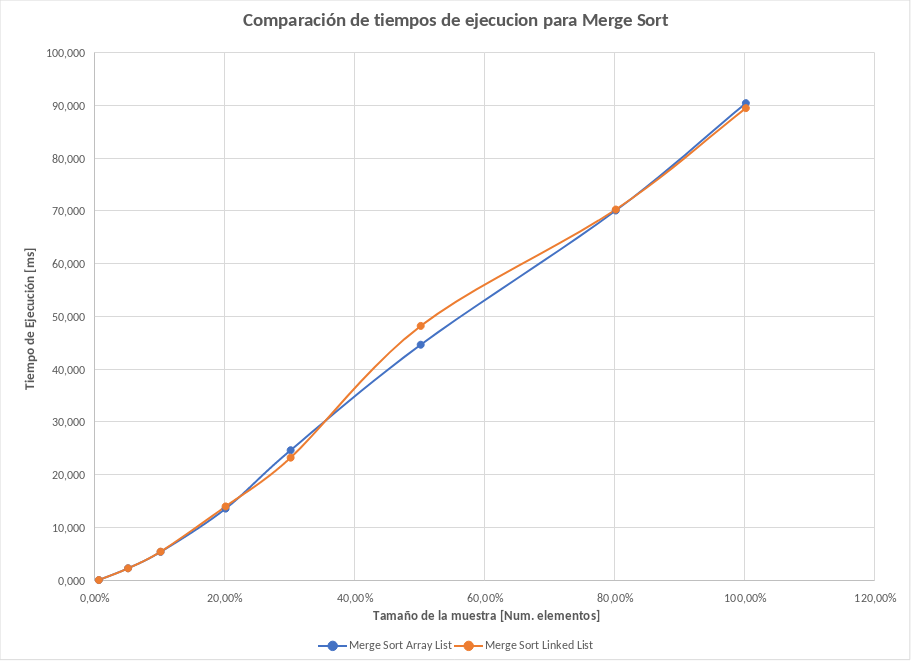 Comparación de tiempos de ejecucion para Merge Sort
100,000
90,000
80,000
70,000
60,000
50,000
40,000
30,000
20,000
10,000
0,000
Tiempo de Ejecución [ms]
0,00% 20,00% 40,00% 60,00% 80,00% 100,00% 120,00%
Tamaño de la muestra [Num. elementos]
Merge Sort Array List Merge Sort Linked List